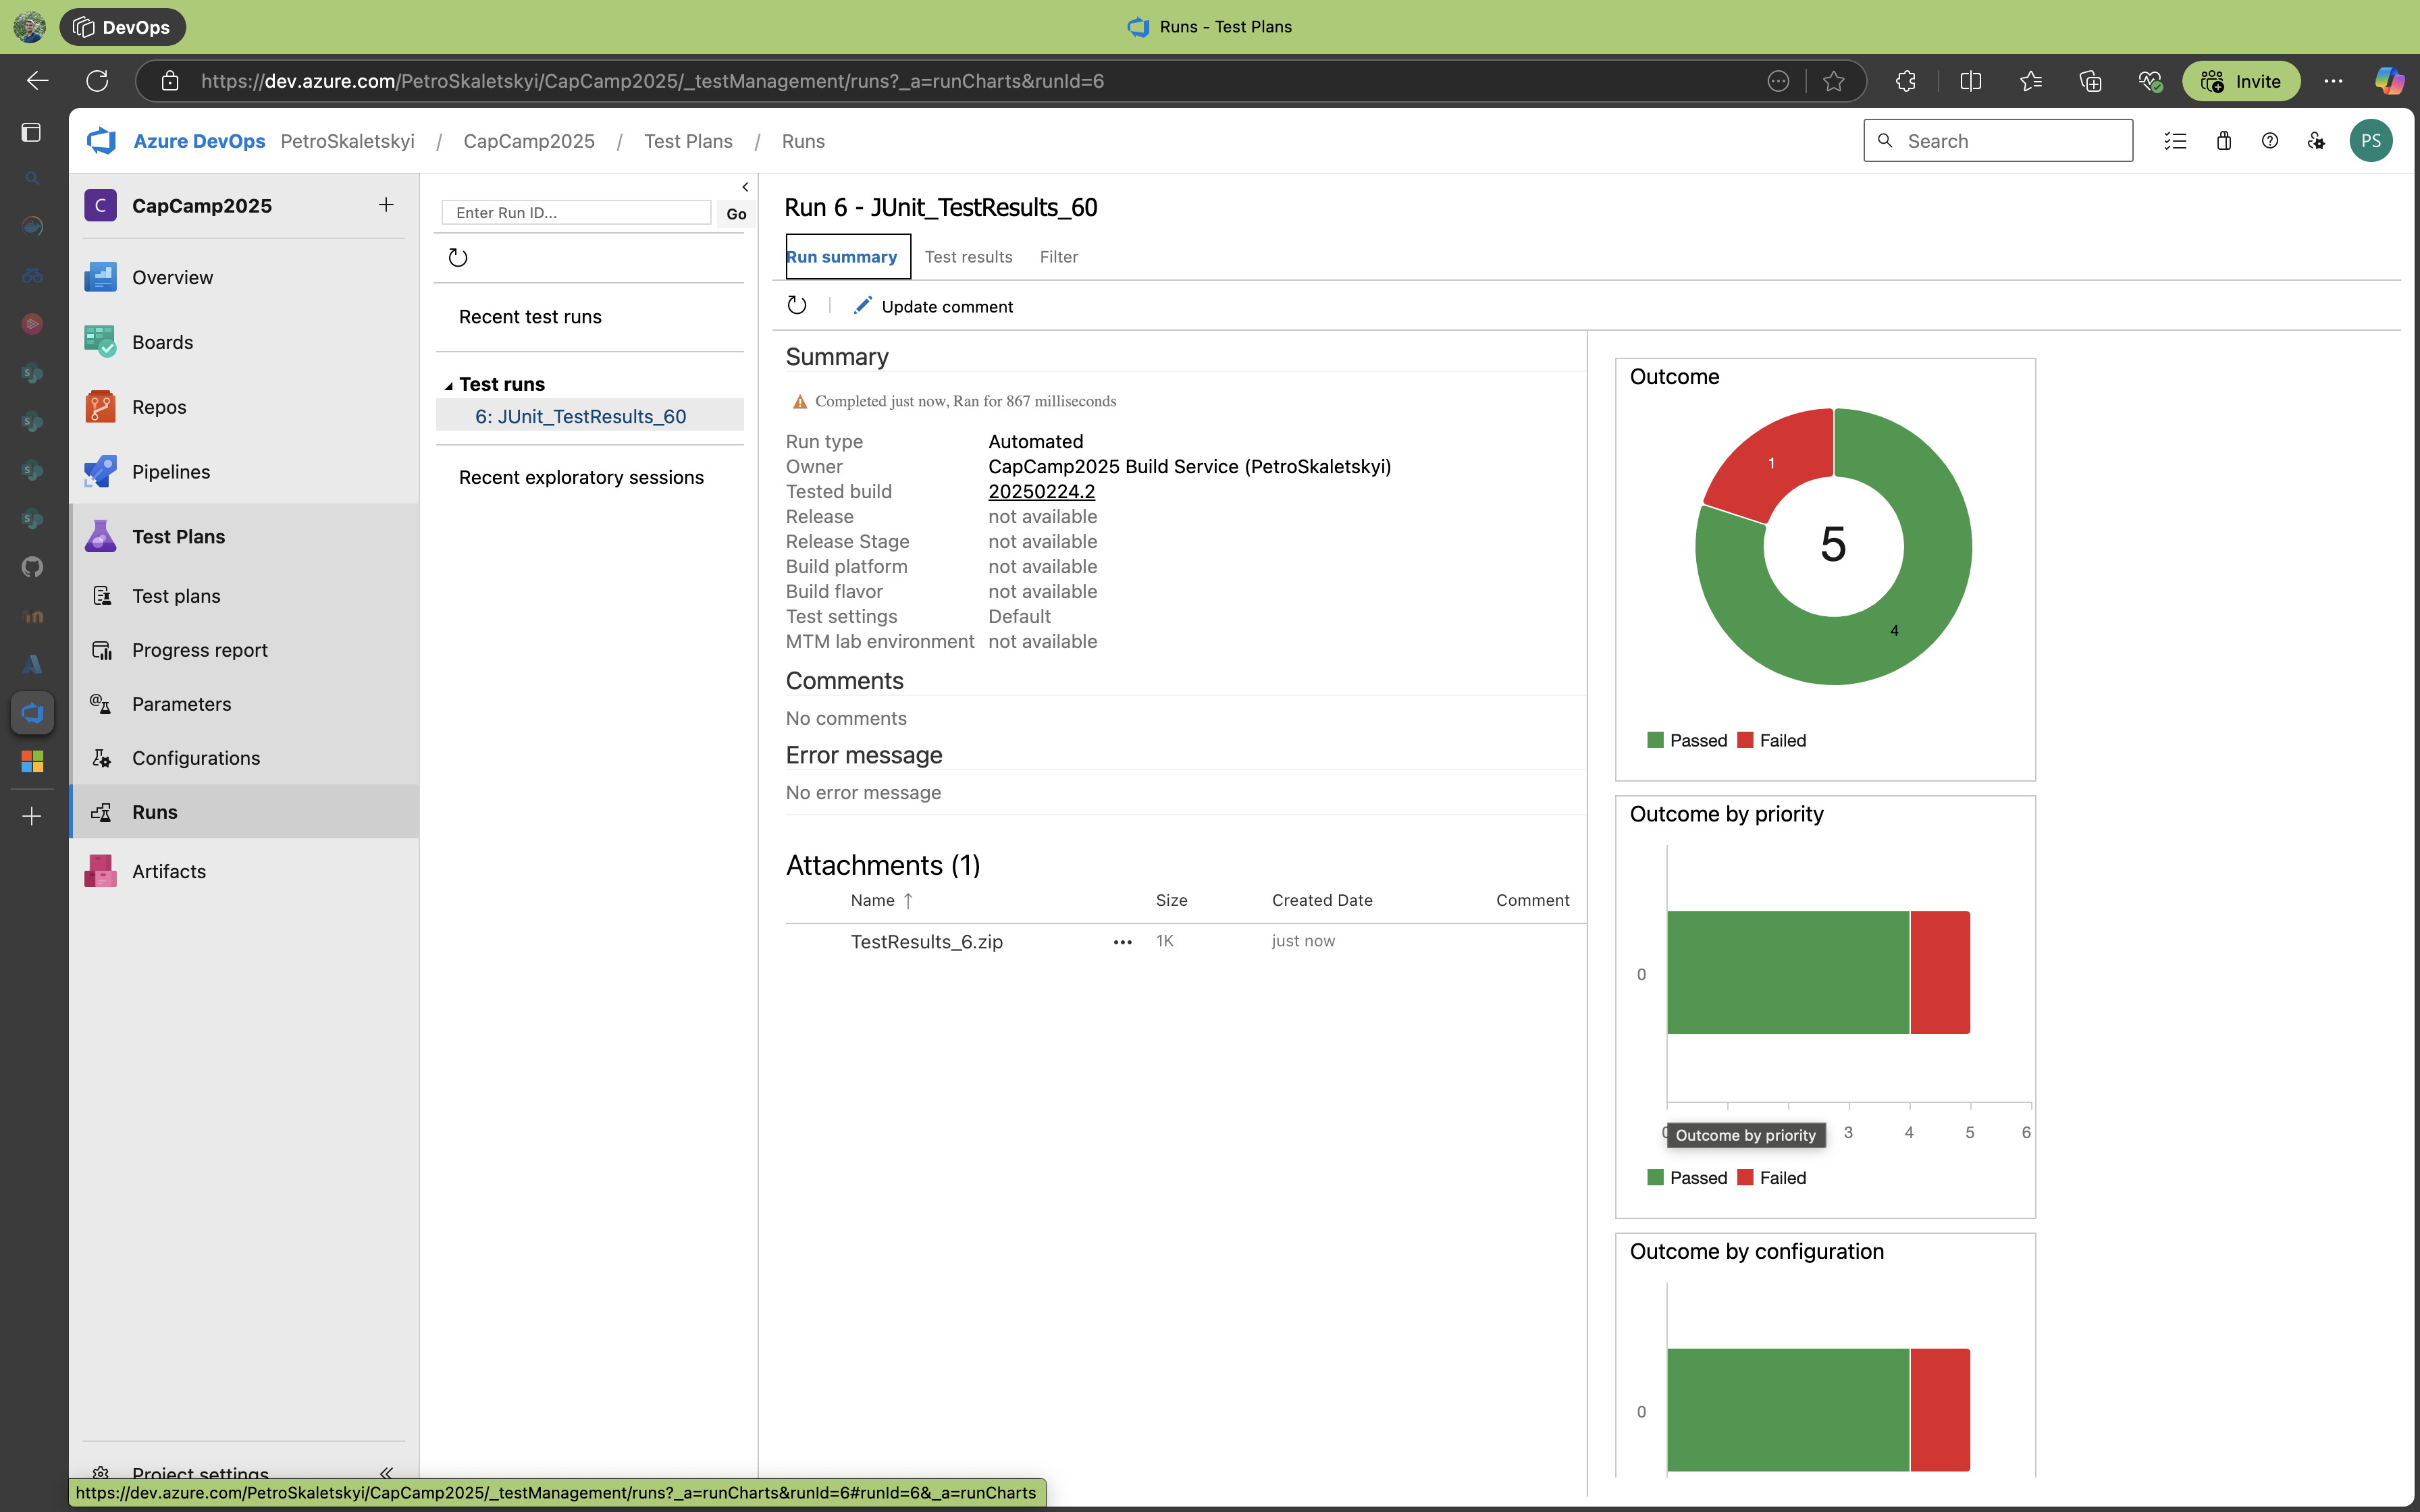 DevOps
Runs - Test Plans
https://dev.azure.com/PetroSkaletskyi/CapCamp2025/_testManagement/runs?_a=runCharts&runId=6
Invite
Azure DevOps PetroSkaletskyi / CapCamp2025 / Test Plans / Runs
Search
PS
C CapCamp2025
Overview
Boards
Repos
Pipelines
Test Plans
Test plans
Progress report
Parameters
Configurations
Runs
Artifacts
Project settings
Enter Run ID...
Go
Recent test runs
Test runs
6: JUnit_TestResults_60
Recent exploratory sessions
Run 6 - JUnit_TestResults_60
Run summary Test results Filter
Update comment
Summary
Completed just now, Ran for 867 milliseconds
Run type Automated
Owner CapCamp2025 Build Service (PetroSkaletskyi)
Tested build 20250224.2
Release not available
Release Stage not available
Build platform not available
Build flavor not available
Test settings Default
MTM lab environment not available
Comments
No comments
Error message
No error message
Attachments (1)
Name ↑ Size Created Date Comment
TestResults_6.zip ... 1K just now
Outcome
1
5
4
Passed Failed
Outcome by priority
0
Outcome by priority 3 4 5 6
Passed Failed
Outcome by configuration
0
https://dev.azure.com/PetroSkaletskyi/CapCamp2025/_testManagement/runs?_a=runCharts&runId=6#runId=6&_a=runCharts